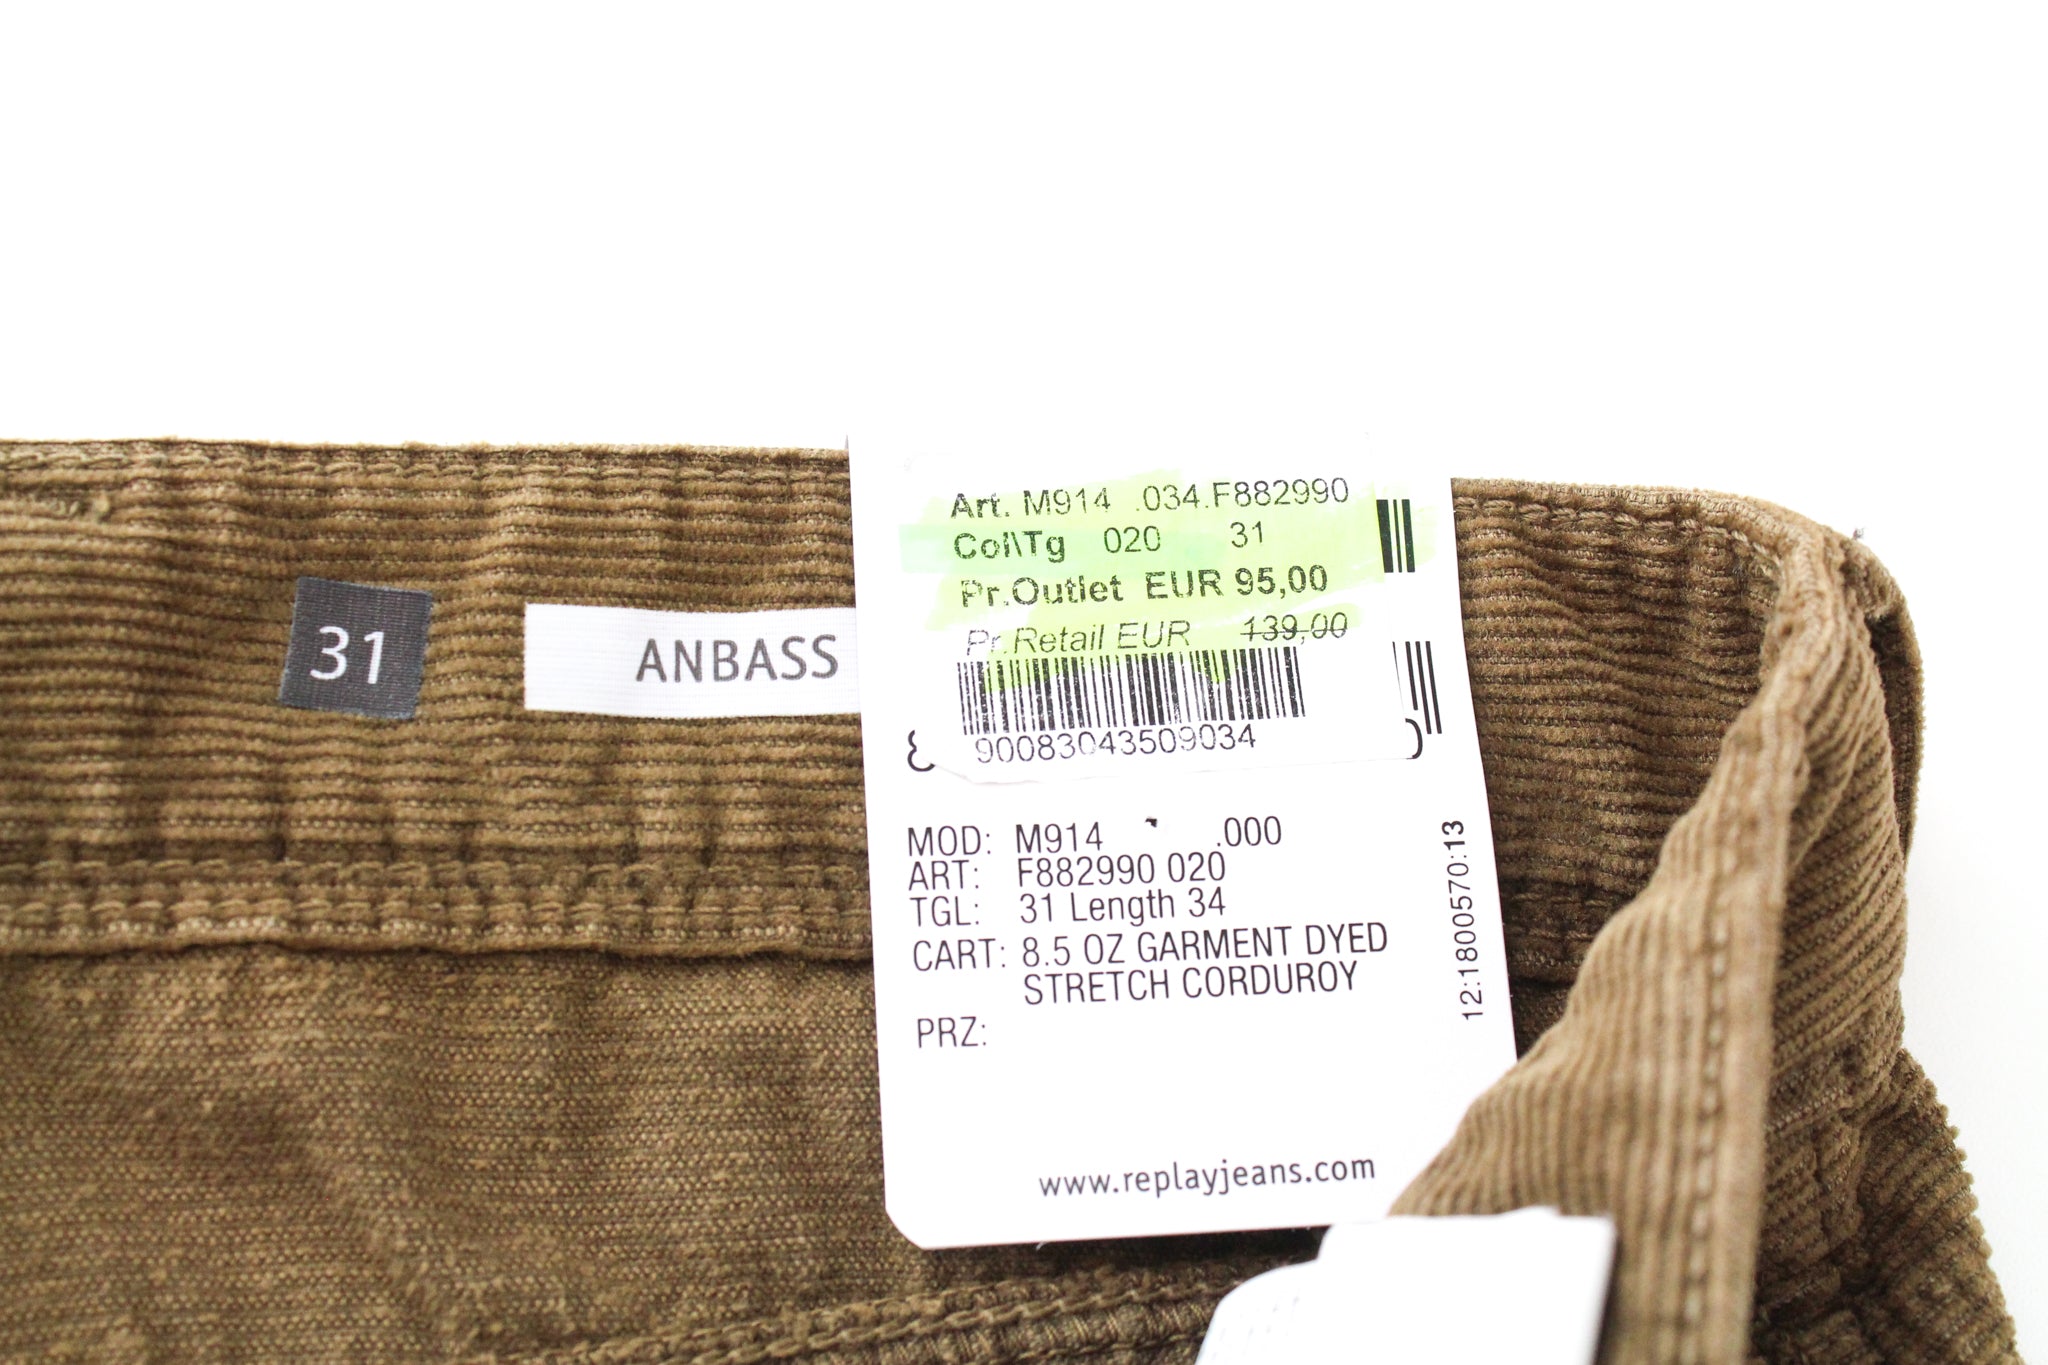 31
ANBASS
Art. M914 .034.F882990
Col\Tg 020 31
Pr.Outlet EUR 95,00
Pr.Retail EUR 139,00
90083043509034
MOD: M914 .000
ART: F882990 020
TGL: 31 Length 34
CART: 8.5 OZ GARMENT DYED
STRETCH CORDUROY
PRZ:
12:1800570:13
www.replayjeans.com